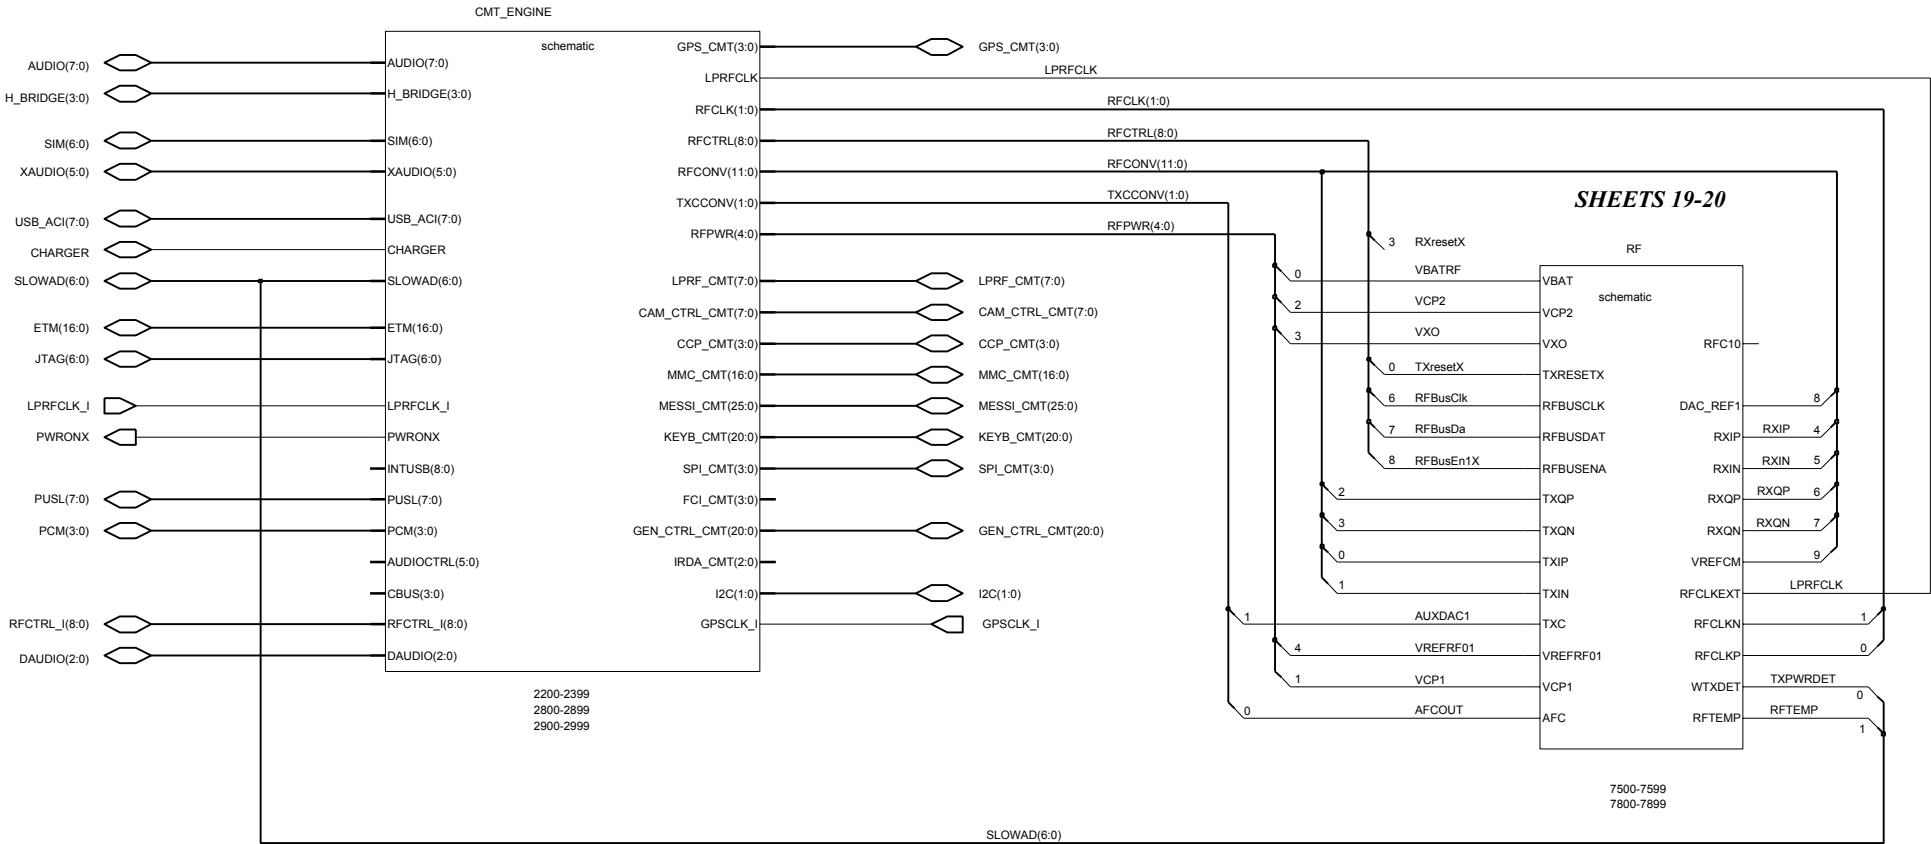 CMT_ENGINE
schematic
AUDIO(7:0)
H_BRIDGE(3:0)
SIM(6:0)
XAUDIO(5:0)
USB_ACI(7:0)
CHARGER
SLOWAD(6:0)
ETM(16:0)
JTAG(6:0)
LPRFCLK_I
PWRONX
PUSL(7:0)
PCM(3:0)
RFCTRL_I(8:0)
DAUDIO(2:0)
AUDIO(7:0)
H_BRIDGE(3:0)
SIM(6:0)
XAUDIO(5:0)
USB_ACI(7:0)
CHARGER
SLOWAD(6:0)
ETM(16:0)
JTAG(6:0)
LPRFCLK_I
PWRONX
INTUSB(8:0)
PUSL(7:0)
PCM(3:0)
AUDIOCTRL(5:0)
CBUS(3:0)
RFCTRL_I(8:0)
DAUDIO(2:0)
GPS_CMT(3:0)
LPRFCLK
RFCLK(1:0)
RFCTRL(8:0)
RFCONV(11:0)
TXCCONV(1:0)
RFPWR(4:0)
LPRF_CMT(7:0)
CAM_CTRL_CMT(7:0)
CCP_CMT(3:0)
MMC_CMT(16:0)
MESSI_CMT(25:0)
KEYB_CMT(20:0)
SPI_CMT(3:0)
FCI_CMT(3:0)
GEN_CTRL_CMT(20:0)
IRDA_CMT(2:0)
I2C(1:0)
GPSCLK_I
2200-2399
2800-2899
2900-2999
GPS_CMT(3:0)
LPRF_CMT(7:0)
CAM_CTRL_CMT(7:0)
CCP_CMT(3:0)
MMC_CMT(16:0)
MESSI_CMT(25:0)
KEYB_CMT(20:0)
SPI_CMT(3:0)
GEN_CTRL_CMT(20:0)
I2C(1:0)
GPSCLK_I
LPRFCLK
RFCLK(1:0)
RFCTRL(8:0)
RFCONV(11:0)
TXCCONV(1:0)
RFPWR(4:0)
SHEETS 19-20
RF
schematic
3 RXresetX
0 VBATRF
2 VCP2
3 VXO
0 TXresetX
6 RFBusClk
7 RFBusDa
8 RFBusEn1X
2
3
0
1
1 AUXDAC1
4 VREFRF01
1 VCP1
0 AFCOUT
VBAT
VCP2
VXO
TXRESETX
RFBUSCLK
RFBUSDAT
RFBUSENA
TXQP
TXQN
TXIP
TXIN
TXC
VREFRF01
VCP1
AFC
RFC10
DAC_REF1
RXIP
RXIN
RXQP
RXQN
VREFCM
RFCLKEXT
RFCLKN
RFCLKP
WTXDET
RFTEMP
8
RXIP 4
RXIN 5
RXQP 6
RXQN 7
9
LPRFCLK
1
0
TXPWRDET 0
RFTEMP 1
7500-7599
7800-7899
SLOWAD(6:0)